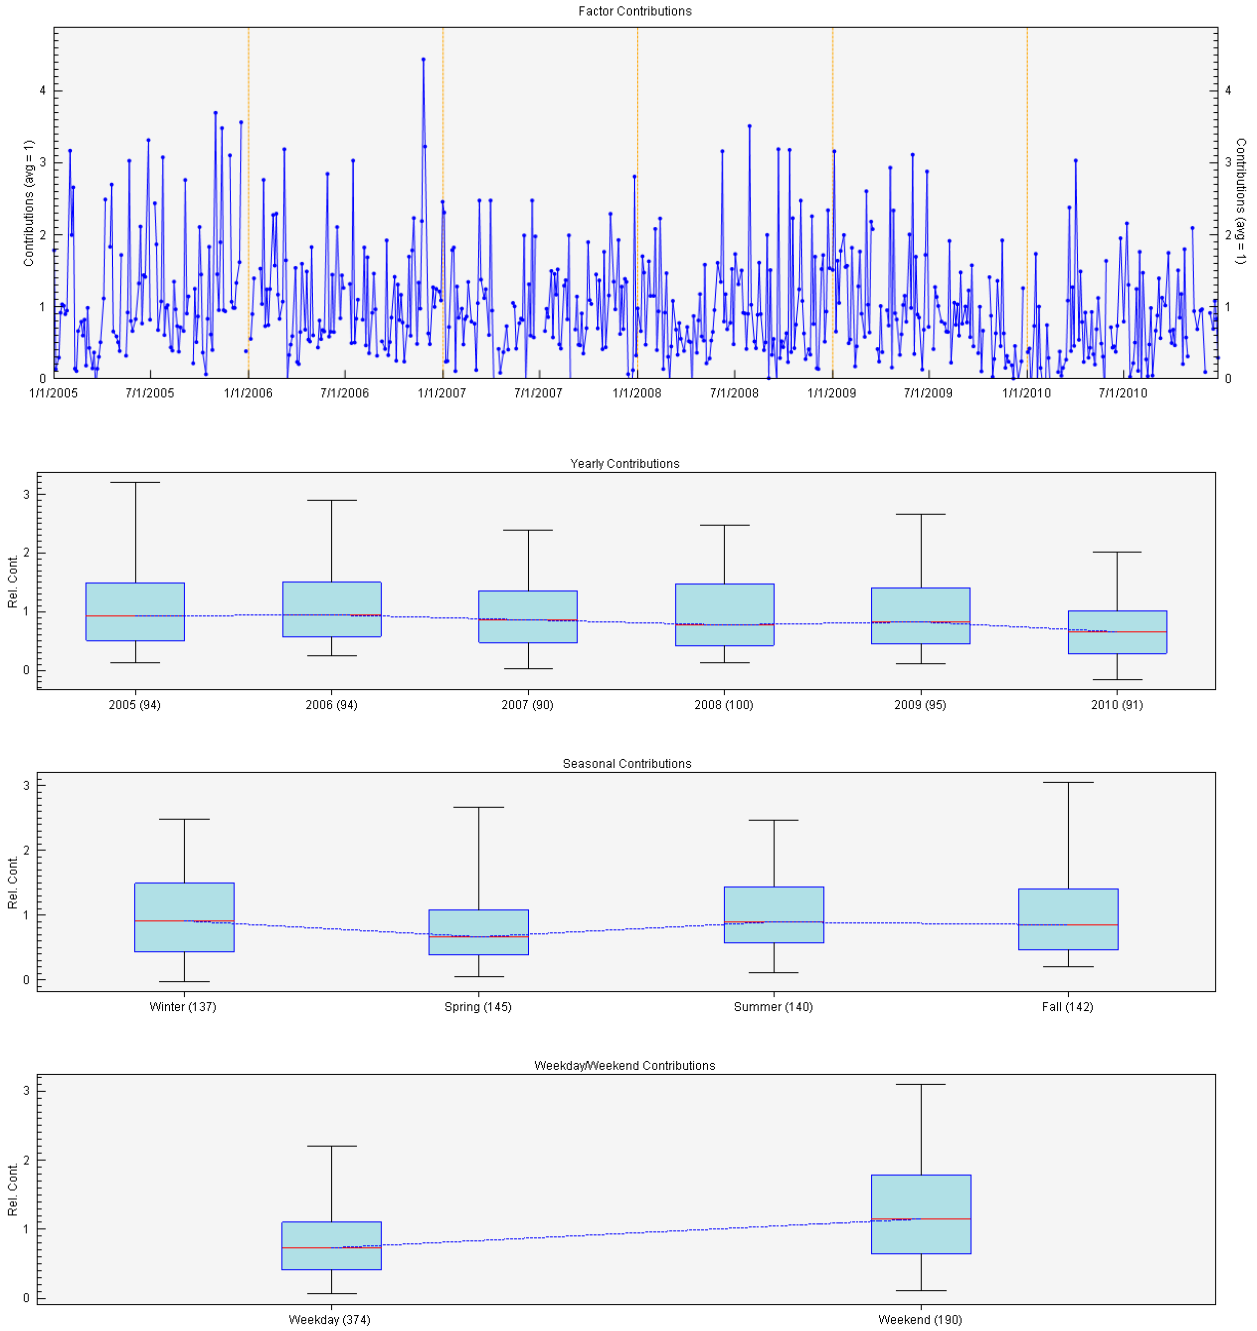 Factor Contributions
4
3
2
1
0
Contributions (avg = 1)
4
3
2
1
0
Contributions (avg = 1)
1/1/2005 7/1/2005 1/1/2006 7/1/2006 1/1/2007 7/1/2007 1/1/2008 7/1/2008 1/1/2009 7/1/2009 1/1/2010 7/1/2010
Yearly Contributions
3
2
1
0
Rel. Cont.
2005 (94) 2006 (94) 2007 (90) 2008 (100) 2009 (95) 2010 (91)
Seasonal Contributions
3
2
1
0
Rel. Cont.
Winter (137) Spring (145) Summer (140) Fall (142)
Weekday/Weekend Contributions
3
2
1
0
Rel. Cont.
Weekday (374) Weekend (190)